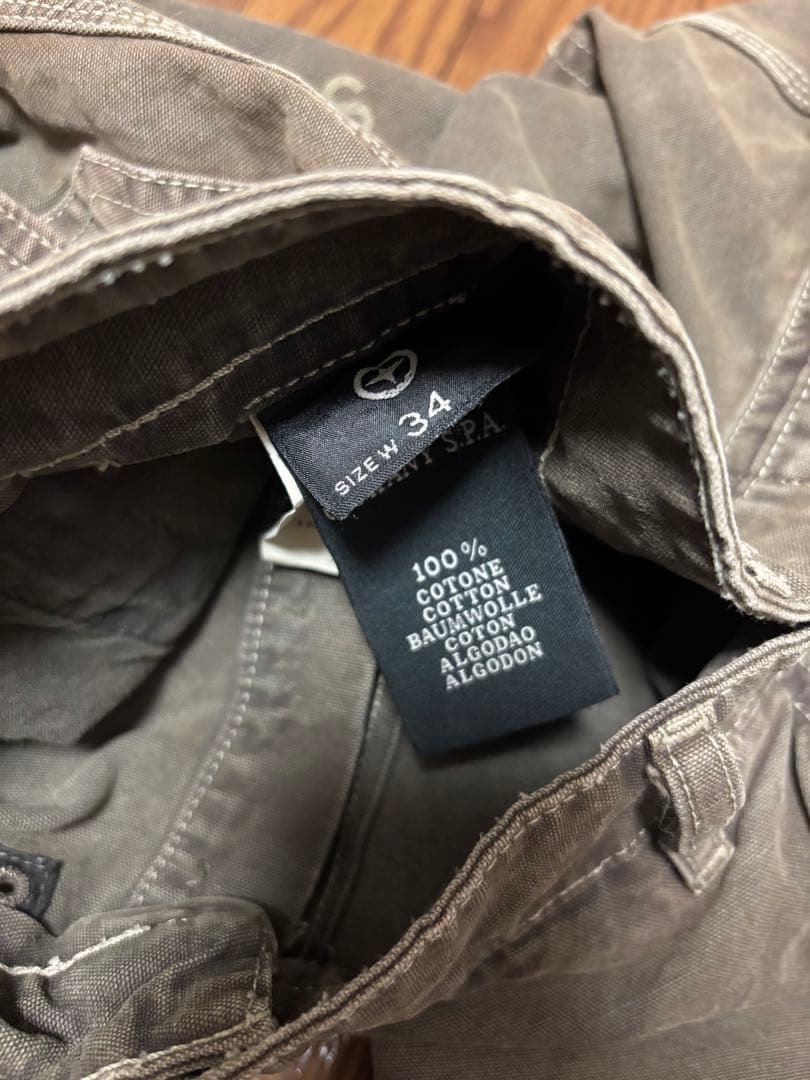 S
SIZE W 34
S.P.A.
100%
COTONE
COTTON
BAUMWOLLE
COTON
ALGODAO
ALGODON